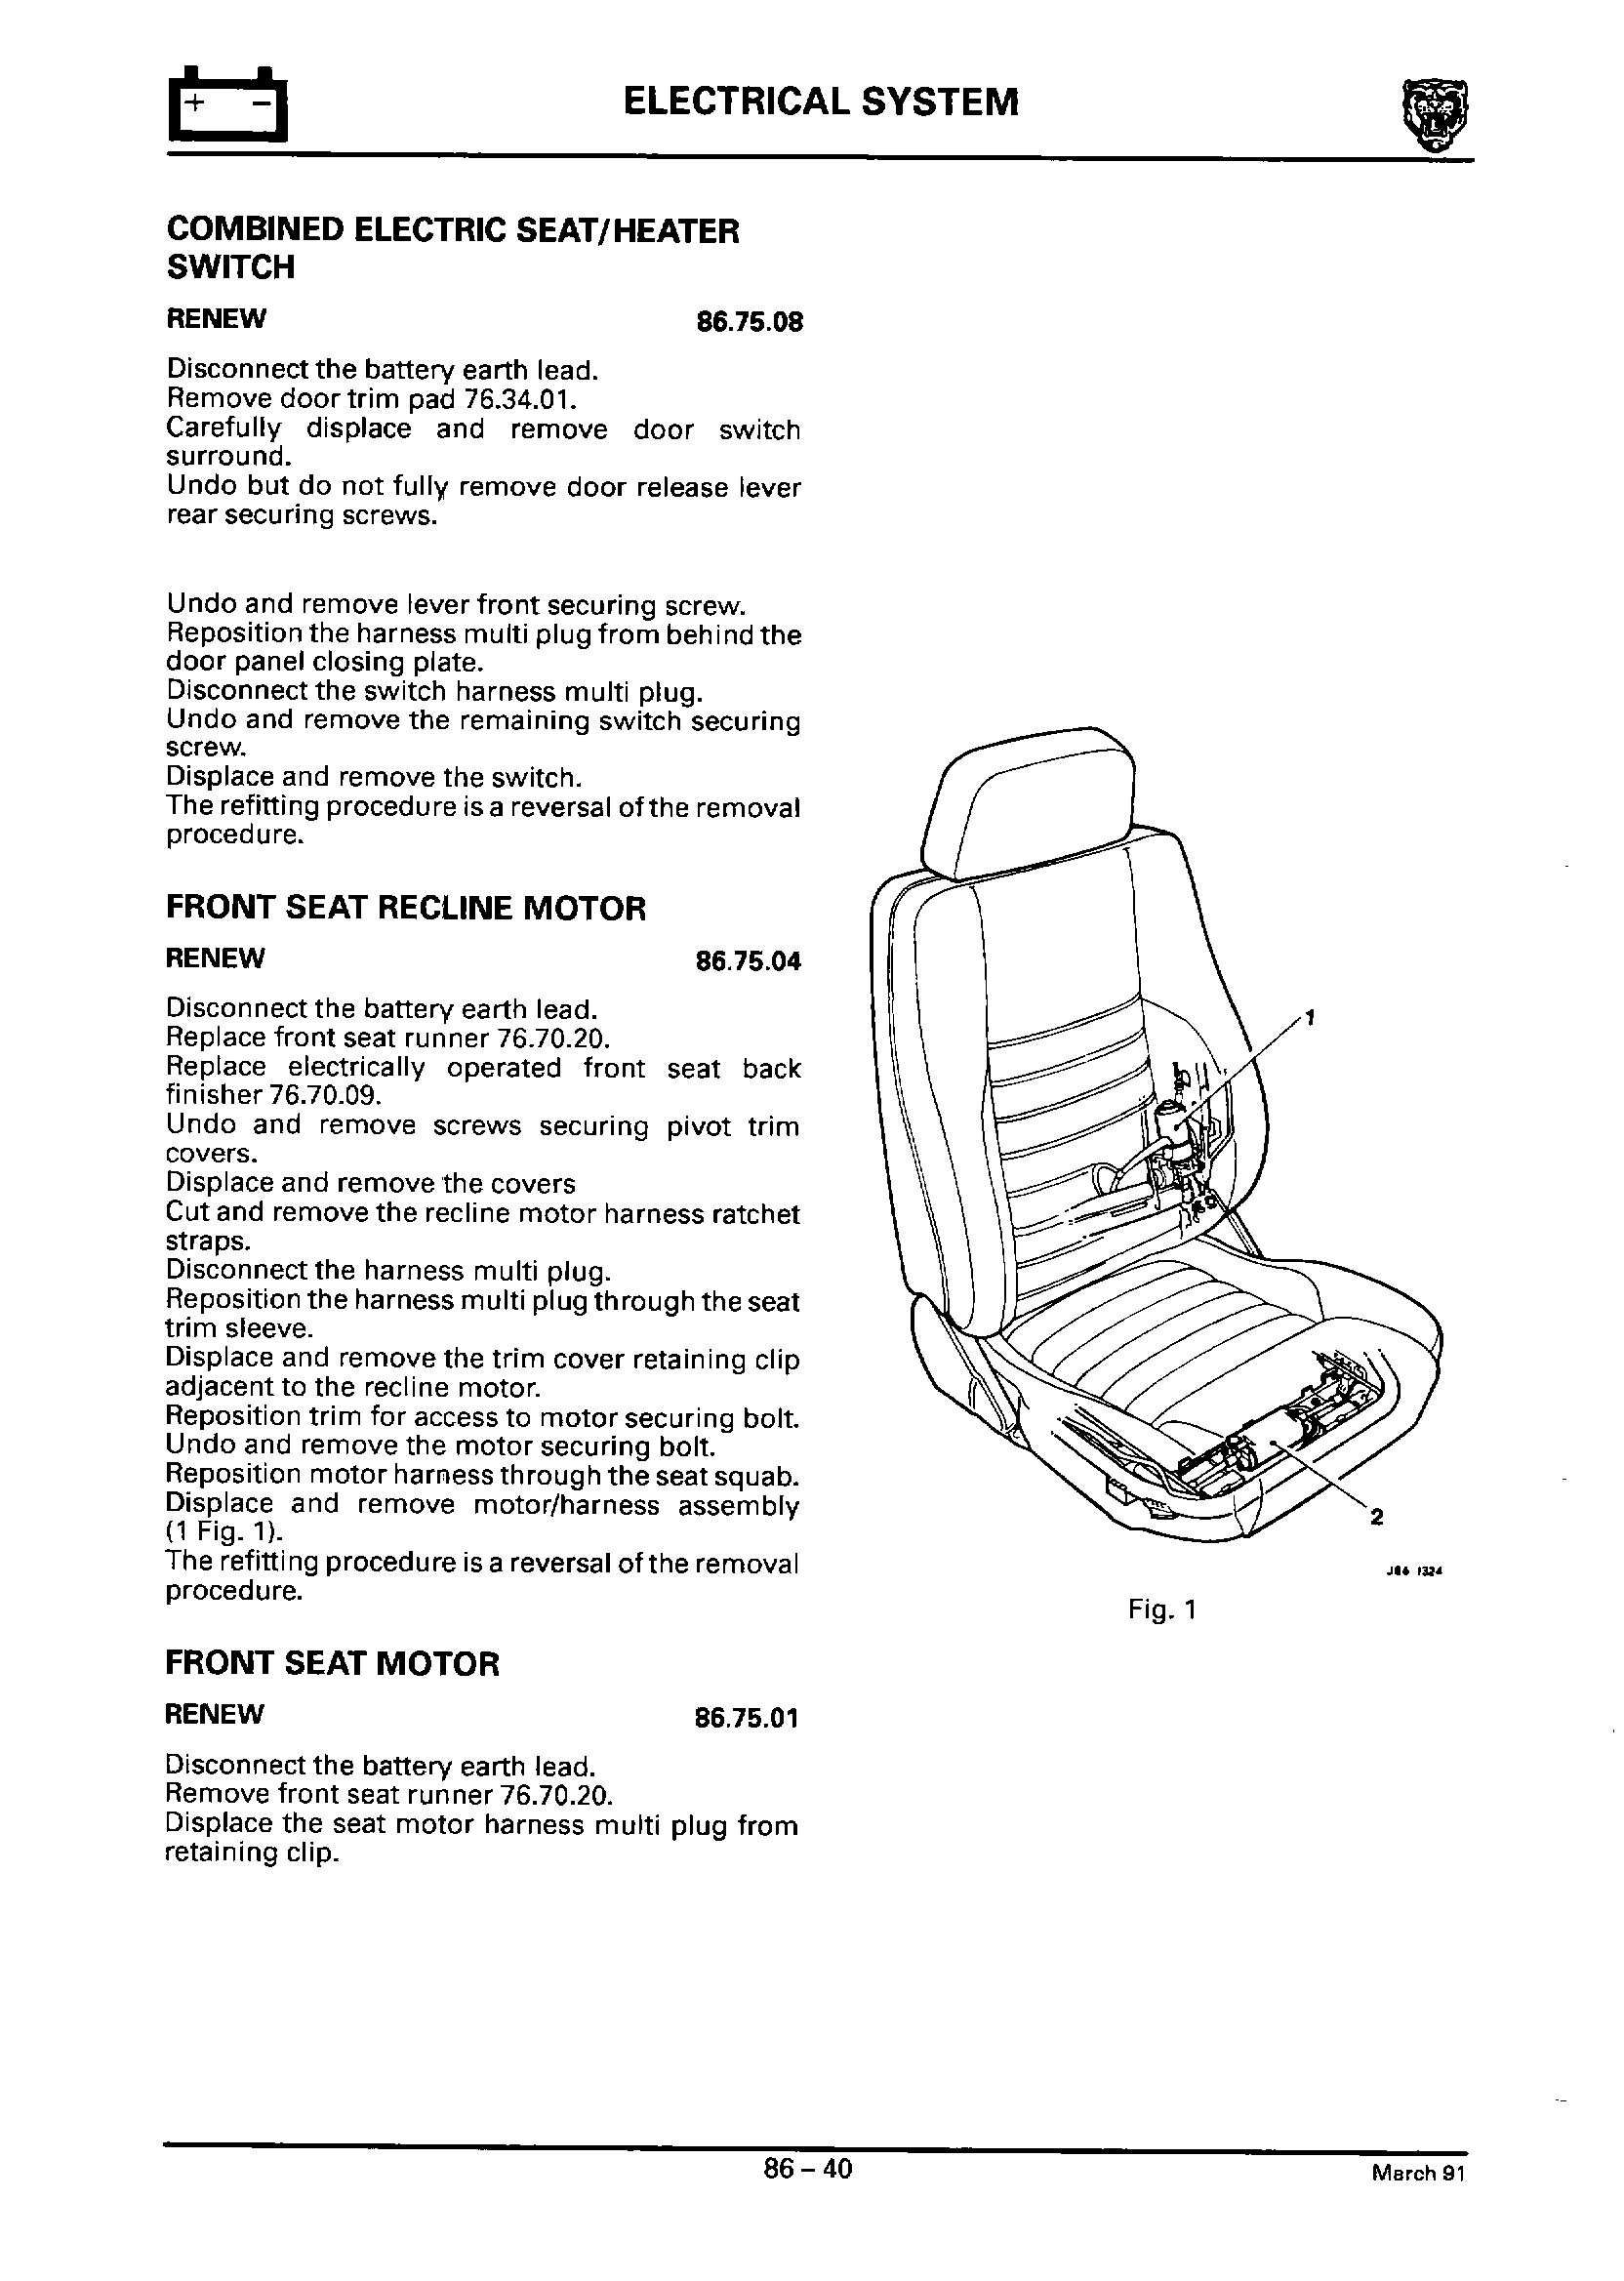 + −
ELECTRICAL SYSTEM
COMBINED ELECTRIC SEAT/HEATER
SWITCH
RENEW 86.75.08
Disconnect the battery earth lead.
Remove door trim pad 76.34.01.
Carefully displace and remove door switch
surround.
Undo but do not fully remove door release lever
rear securing screws.
Undo and remove lever front securing screw.
Reposition the harness multi plug from behind the
door panel closing plate.
Disconnect the switch harness multi plug.
Undo and remove the remaining switch securing
screw.
Displace and remove the switch.
The refitting procedure is a reversal of the removal
procedure.
FRONT SEAT RECLINE MOTOR
RENEW 86.75.04
Disconnect the battery earth lead.
Replace front seat runner 76.70.20.
Replace electrically operated front seat back
finisher 76.70.09.
Undo and remove screws securing pivot trim
covers.
Displace and remove the covers
Cut and remove the recline motor harness ratchet
straps.
Disconnect the harness multi plug.
Reposition the harness multi plug through the seat
trim sleeve.
Displace and remove the trim cover retaining clip
adjacent to the recline motor.
Reposition trim for access to motor securing bolt.
Undo and remove the motor securing bolt.
Reposition motor harness through the seat squab.
Displace and remove motor/harness assembly
(1 Fig. 1).
The refitting procedure is a reversal of the removal
procedure.
FRONT SEAT MOTOR
RENEW 86.75.01
Disconnect the battery earth lead.
Remove front seat runner 76.70.20.
Displace the seat motor harness multi plug from
retaining clip.
1
2
J86 1324
Fig. 1
86 – 40
March 91